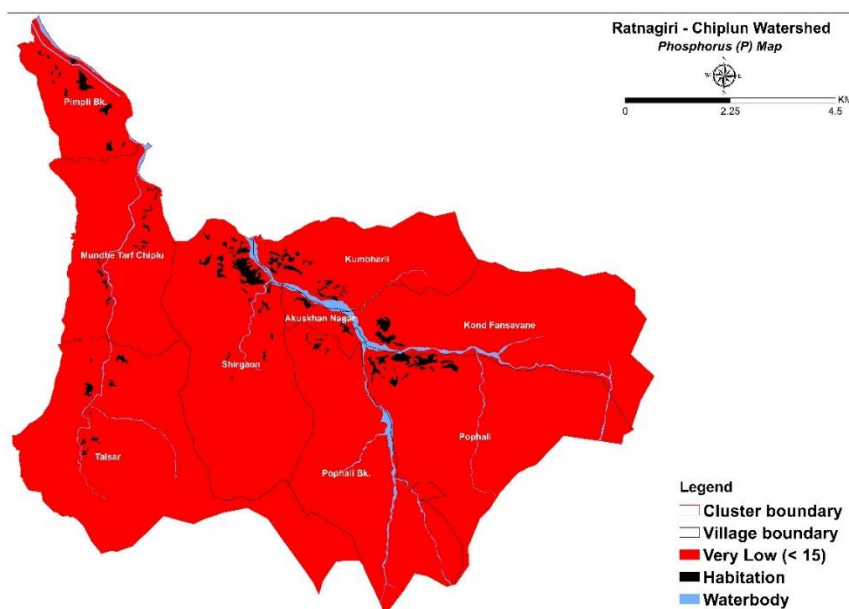 Ratnagiri - Chiplun Watershed
Phosphorus (P) Map
N
W
E
S
KM
0
2.25
4.5
Pimpli Bk.
Mundhe Tarf Chiplu
Kumbharli
Akuskhan Nagar
Kond Fansavane
Shirgaon
Talsar
Pophali
Pophali Bk.
Legend
Cluster boundary
Village boundary
Very Low (< 15)
Habitation
Waterbody